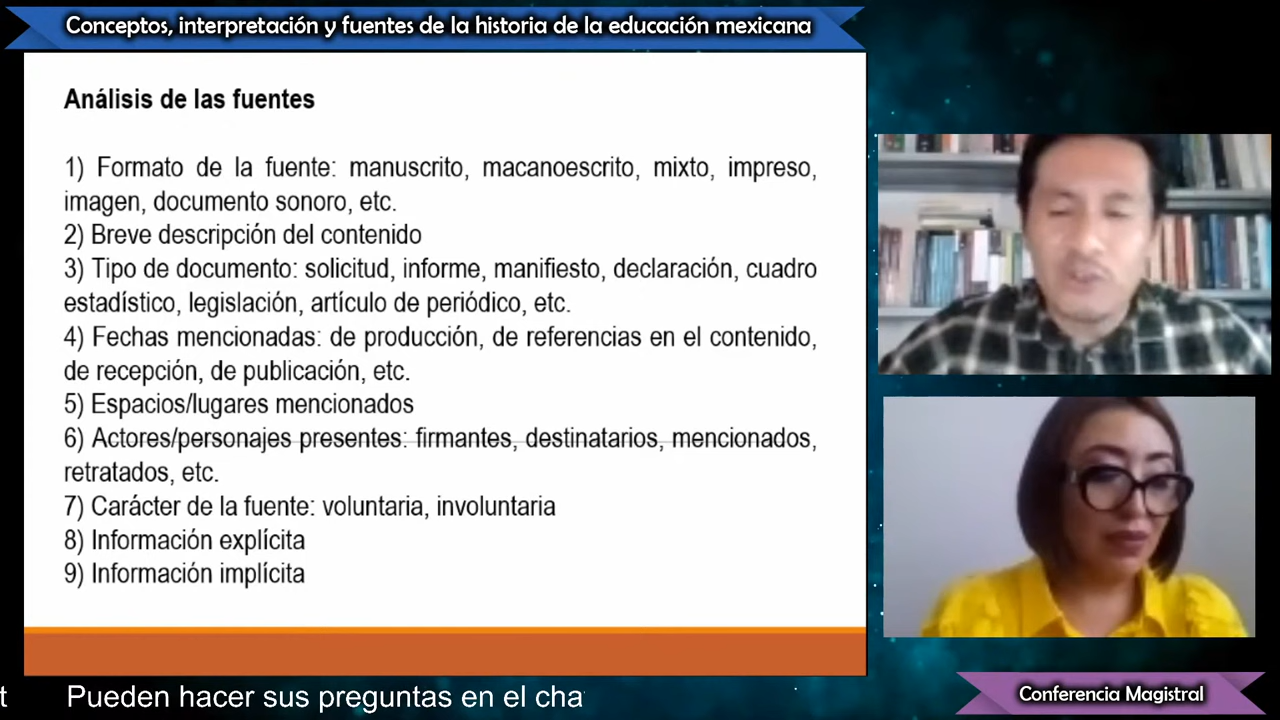 Conceptos, interpretación y fuentes de la historia de la educación mexicana
Análisis de las fuentes
1) Formato de la fuente: manuscrito, macanoescrito, mixto, impreso,
imagen, documento sonoro, etc.
2) Breve descripción del contenido
3) Tipo de documento: solicitud, informe, manifiesto, declaración, cuadro
estadístico, legislación, artículo de periódico, etc.
4) Fechas mencionadas: de producción, de referencias en el contenido,
de recepción, de publicación, etc.
5) Espacios/lugares mencionados
6) Actores/personajes presentes: firmantes, destinatarios, mencionados,
retratados, etc.
7) Carácter de la fuente: voluntaria, involuntaria
8) Información explícita
9) Información implícita
t Pueden hacer sus preguntas en el cha
Conferencia Magistral